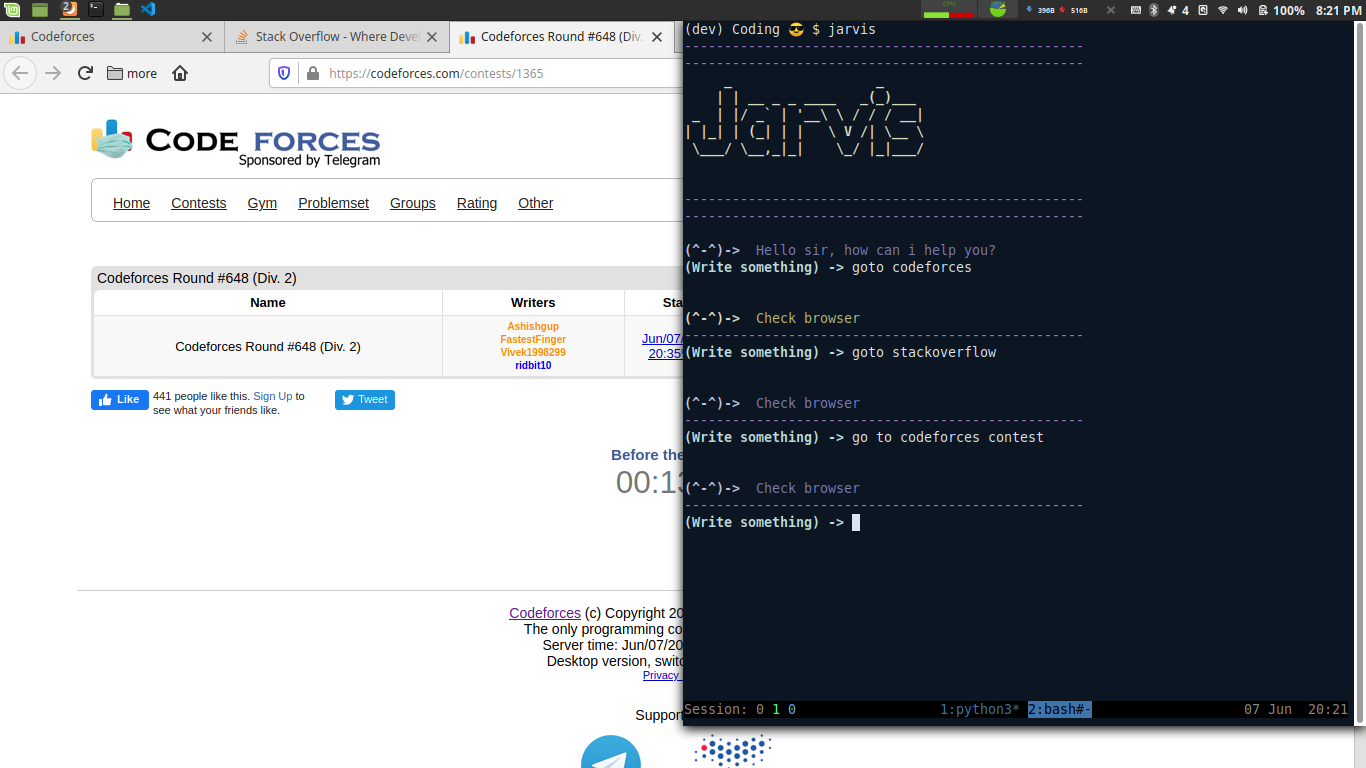 2
CPU
396B
516B
4
100%
8:21 PM
Codeforces
Stack Overflow - Where Deve
Codeforces Round #648 (Div.
more
https://codeforces.com/contests/1365
CODE FORCES
Sponsored by Telegram
Home Contests Gym Problemset Groups Rating Other
Codeforces Round #648 (Div. 2)
Name Writers Sta
Codeforces Round #648 (Div. 2)
Ashishgup
FastestFinger
Vivek1998299
ridbit10
Jun/07/
20:35
Like
441 people like this. Sign Up to
see what your friends like.
Tweet
Before the
00:13
Codeforces (c) Copyright 20
The only programming co
Server time: Jun/07/20
Desktop version, switc
Privacy
Support
(dev) Coding 😎 $ jarvis
--------------------------------------------------
--------------------------------------------------
Jarvis
--------------------------------------------------
--------------------------------------------------
(^-^)-> Hello sir, how can i help you?
(Write something) -> goto codeforces
(^-^)-> Check browser
--------------------------------------------------
(Write something) -> goto stackoverflow
(^-^)-> Check browser
--------------------------------------------------
(Write something) -> go to codeforces contest
(^-^)-> Check browser
--------------------------------------------------
(Write something) ->
Session: 0 1 0 1:python3* 2:bash#- 07 Jun 20:21